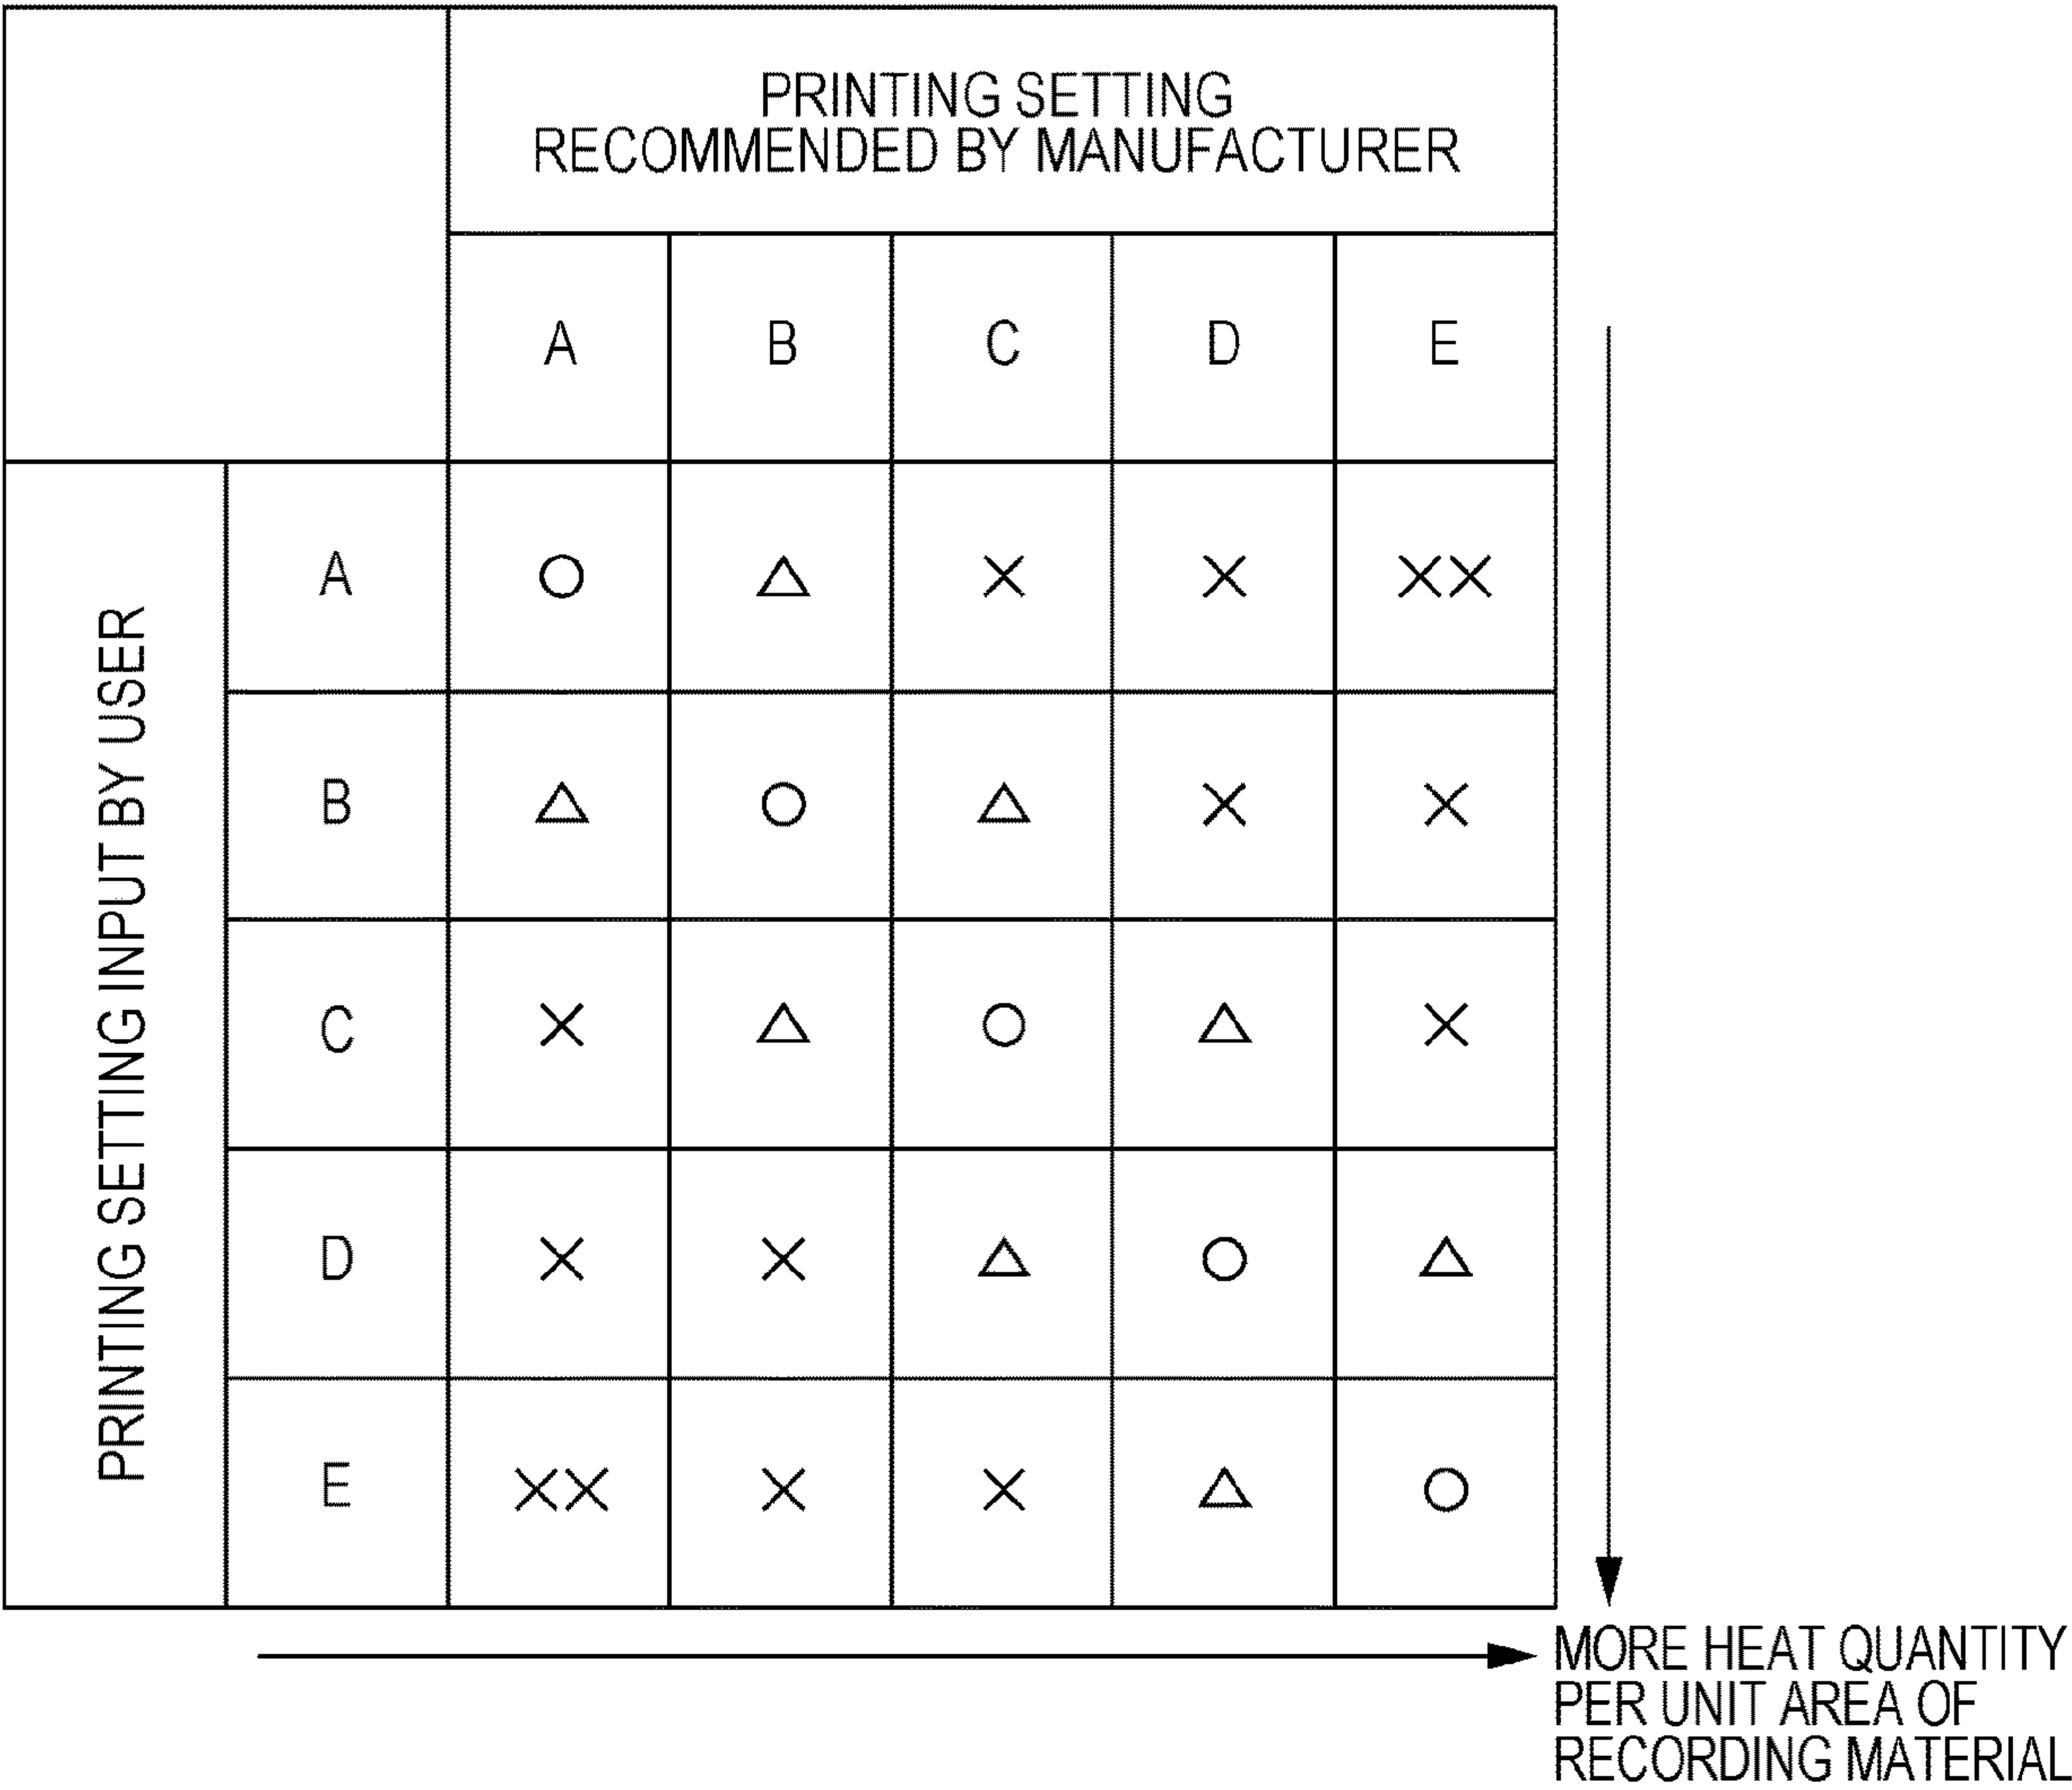 PRINTING SETTING
RECOMMENDED BY MANUFACTURER
A B C D E
PRINTING SETTING INPUT BY USER
A ○ △ × × ××
B △ ○ △ × ×
C × △ ○ △ ×
D × × △ ○ △
E ×× × × △ ○
MORE HEAT QUANTITY
PER UNIT AREA OF
RECORDING MATERIAL